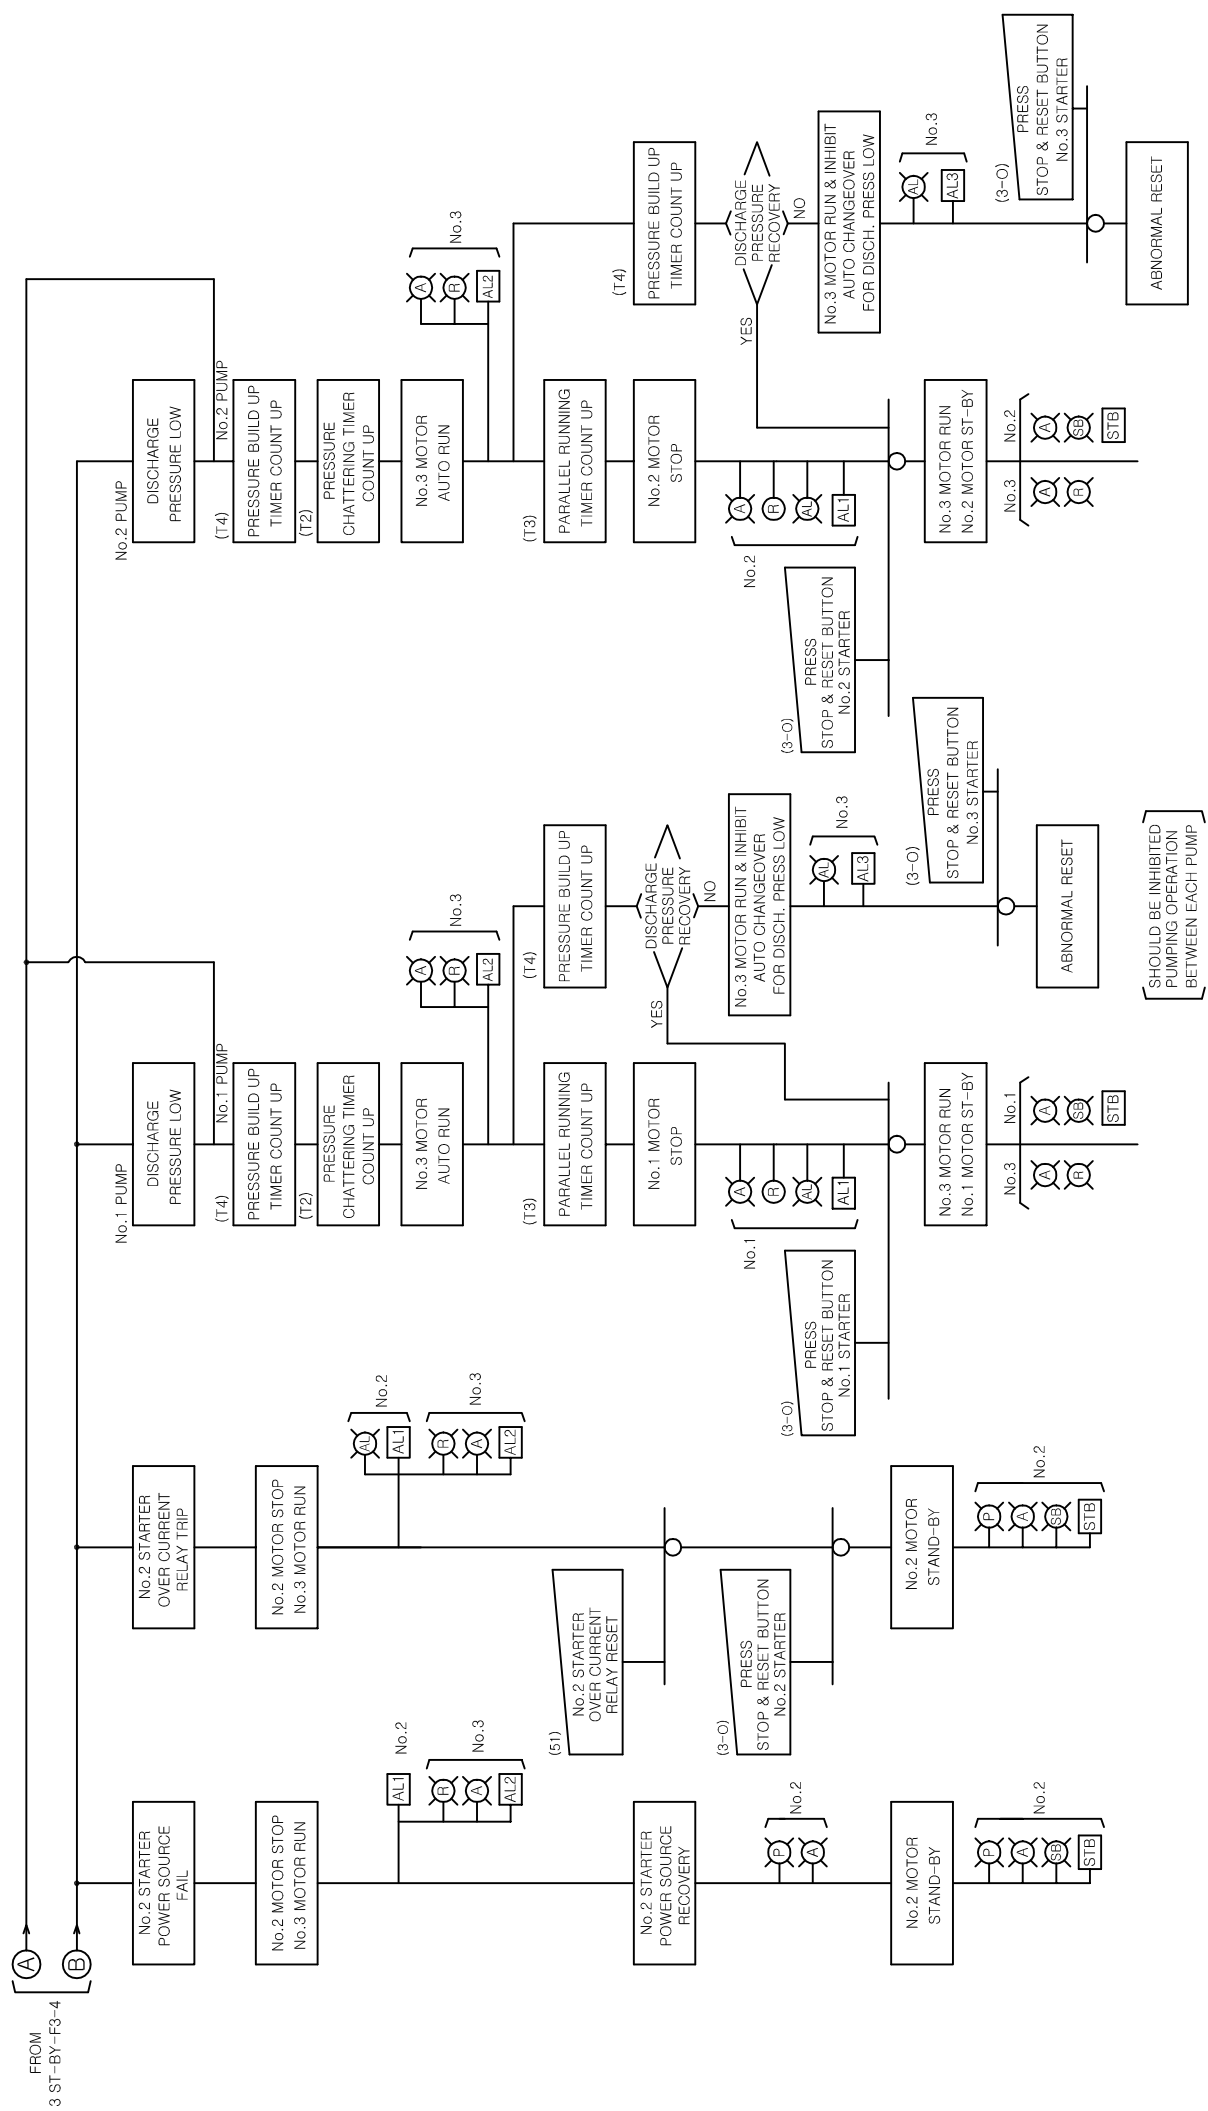 FROM
3 ST-BY-F3-4
A
B
No.2 STARTER
POWER SOURCE
FAIL
No.2 MOTOR STOP
No.3 MOTOR RUN
AL1
No.2
R
A
AL2
No.3
No.2 STARTER
POWER SOURCE
RECOVERY
P
A
No.2
No.2 MOTOR
STAND-BY
P
A
SB
STB
No.2
No.2 STARTER
OVER CURRENT
RELAY TRIP
No.2 MOTOR STOP
No.3 MOTOR RUN
AL
AL1
No.2
R
A
AL2
No.3
(51)
No.2 STARTER
OVER CURRENT
RELAY RESET
(3-O)
PRESS
STOP & RESET BUTTON
No.2 STARTER
No.2 MOTOR
STAND-BY
P
A
SB
STB
No.2
No.1 PUMP
DISCHARGE
PRESSURE LOW
No.1 PUMP
(T4)
PRESSURE BUILD UP
TIMER COUNT UP
(T2)
PRESSURE
CHATTERING TIMER
COUNT UP
No.3 MOTOR
AUTO RUN
A
R
AL2
No.3
(T3)
PARALLEL RUNNING
TIMER COUNT UP
No.1 MOTOR
STOP
A
R
AL
AL1
No.1
(3-O)
PRESS
STOP & RESET BUTTON
No.1 STARTER
No.3 MOTOR RUN
No.1 MOTOR ST-BY
No.3
A
R
No.1
A
SB
STB
(T4)
PRESSURE BUILD UP
TIMER COUNT UP
DISCHARGE
PRESSURE
RECOVERY
YES
NO
No.3 MOTOR RUN & INHIBIT
AUTO CHANGEOVER
FOR DISCH. PRESS LOW
AL
AL3
No.3
(3-O)
PRESS
STOP & RESET BUTTON
No.3 STARTER
ABNORMAL RESET
SHOULD BE INHIBITED
PUMPING OPERATION
BETWEEN EACH PUMP
No.2 PUMP
DISCHARGE
PRESSURE LOW
No.2 PUMP
(T4)
PRESSURE BUILD UP
TIMER COUNT UP
(T2)
PRESSURE
CHATTERING TIMER
COUNT UP
No.3 MOTOR
AUTO RUN
A
R
AL2
No.3
(T3)
PARALLEL RUNNING
TIMER COUNT UP
No.2 MOTOR
STOP
A
R
AL
AL1
No.2
(3-O)
PRESS
STOP & RESET BUTTON
No.2 STARTER
No.3 MOTOR RUN
No.2 MOTOR ST-BY
No.3
A
R
No.2
A
SB
STB
(T4)
PRESSURE BUILD UP
TIMER COUNT UP
DISCHARGE
PRESSURE
RECOVERY
YES
NO
No.3 MOTOR RUN & INHIBIT
AUTO CHANGEOVER
FOR DISCH. PRESS LOW
AL
AL3
No.3
(3-O)
PRESS
STOP & RESET BUTTON
No.3 STARTER
ABNORMAL RESET